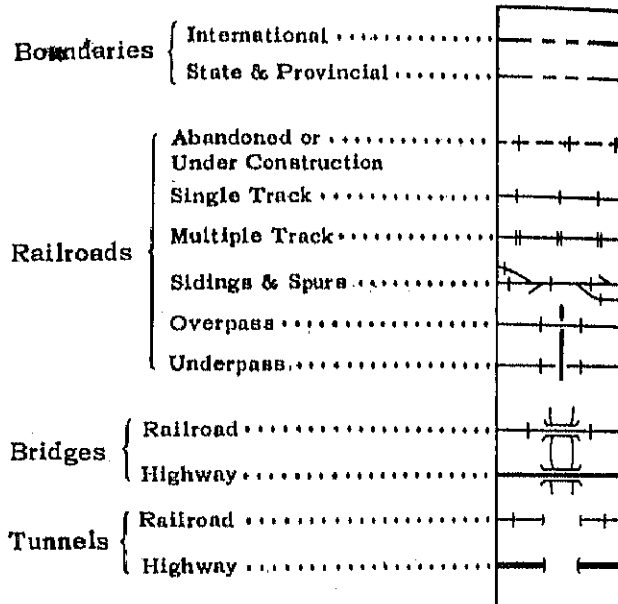 Boundaries
International
State & Provincial
Railroads
Abandoned or
Under Construction
Single Track
Multiple Track
Sidings & Spurs
Overpass
Underpass
Bridges
Railroad
Highway
Tunnels
Railroad
Highway